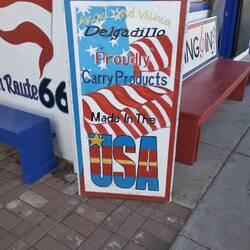 Angel and Vilma
Delgadillo
Proudly
Carry Products
Made In The
USA
Route 66